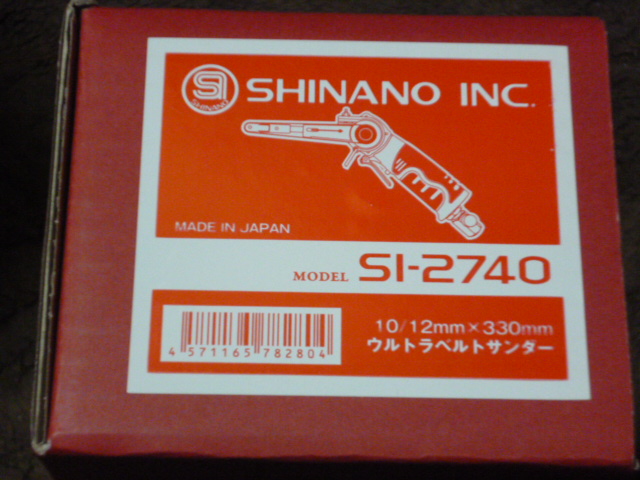 SI
SHINANO
SHINANO INC.
MADE IN JAPAN
MODEL SI-2740
10/12mm×330mm
ウルトラベルトサンダー
4 571165 782804